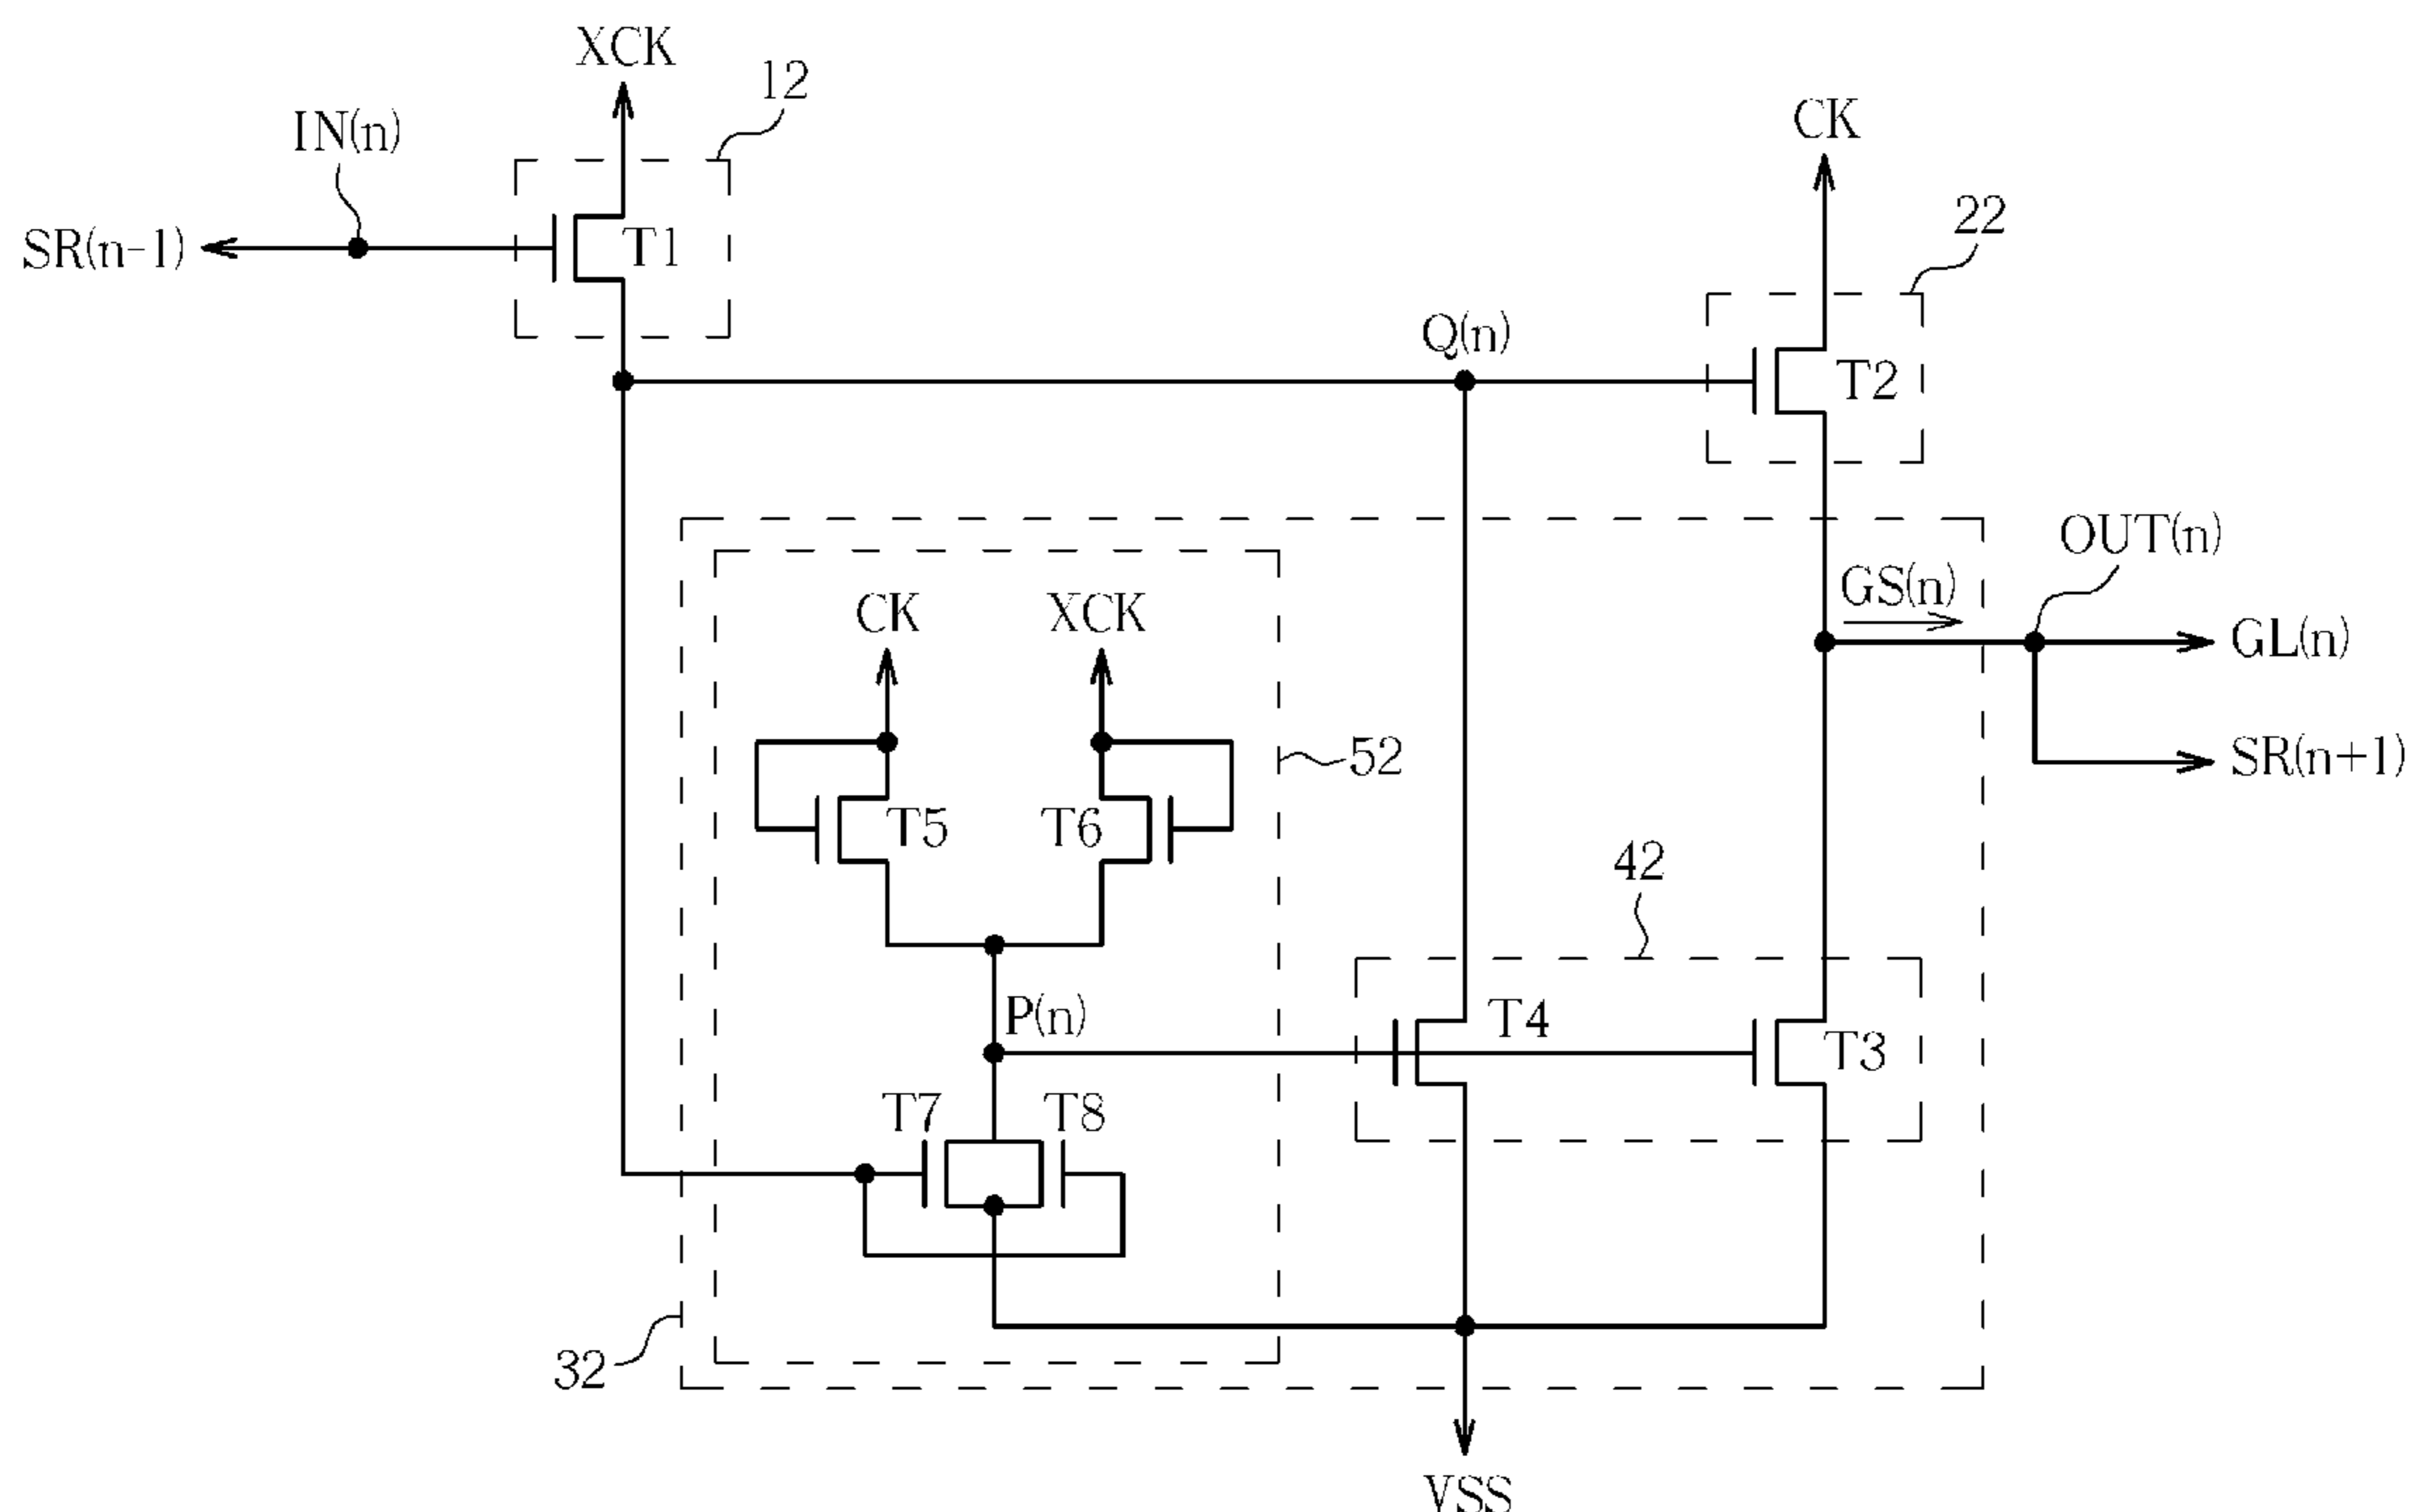 XCK
12
IN(n)
CK
SR(n-1)
T1
22
Q(n)
T2
OUT(n)
CK
XCK
GS(n)
GL(n)
52
SR(n+1)
T5
T6
42
P(n)
T4
T3
T7
T8
32
VSS